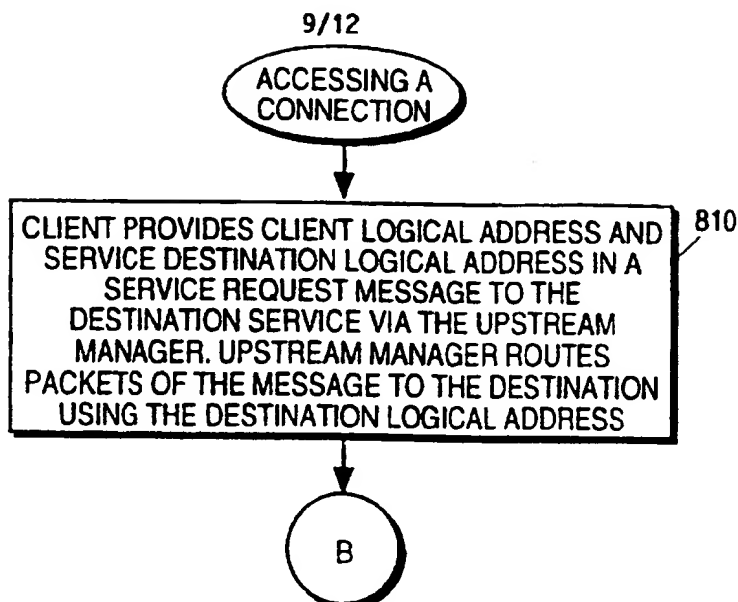 9/12
ACCESSING A
CONNECTION
CLIENT PROVIDES CLIENT LOGICAL ADDRESS AND
SERVICE DESTINATION LOGICAL ADDRESS IN A
SERVICE REQUEST MESSAGE TO THE
DESTINATION SERVICE VIA THE UPSTREAM
MANAGER. UPSTREAM MANAGER ROUTES
PACKETS OF THE MESSAGE TO THE DESTINATION
USING THE DESTINATION LOGICAL ADDRESS
810
B